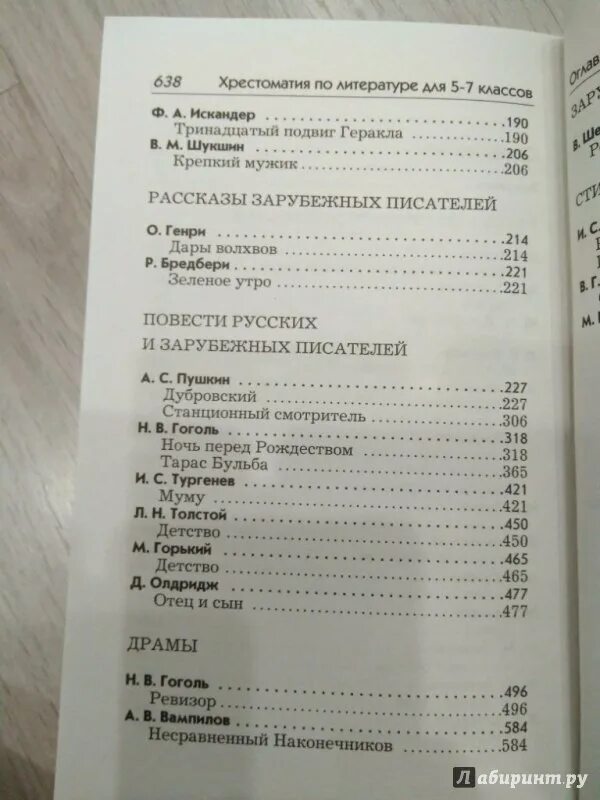 638 Хрестоматия по литературе для 5-7 классов
Ф. А. Искандер 190
Тринадцатый подвиг Геракла 190
В. М. Шукшин 206
Крепкий мужик 206
РАССКАЗЫ ЗАРУБЕЖНЫХ ПИСАТЕЛЕЙ
О. Генри 214
Дары волхвов 214
Р. Бредбери 221
Зеленое утро 221
ПОВЕСТИ РУССКИХ
И ЗАРУБЕЖНЫХ ПИСАТЕЛЕЙ
А. С. Пушкин 227
Дубровский 227
Станционный смотритель 306
Н. В. Гоголь 318
Ночь перед Рождеством 318
Тарас Бульба 365
И. С. Тургенев 421
Муму 421
Л. Н. Толстой 450
Детство 450
М. Горький 465
Детство 465
Д. Олдридж 477
Отец и сын 477
ДРАМЫ
Н. В. Гоголь 496
Ревизор 496
А. В. Вампилов 584
Несравненный Наконечников 584
Оглав
ЗАРУ
В. Ше
СТИ
И. С.
В. Г.
М.
Лабиринт.ру